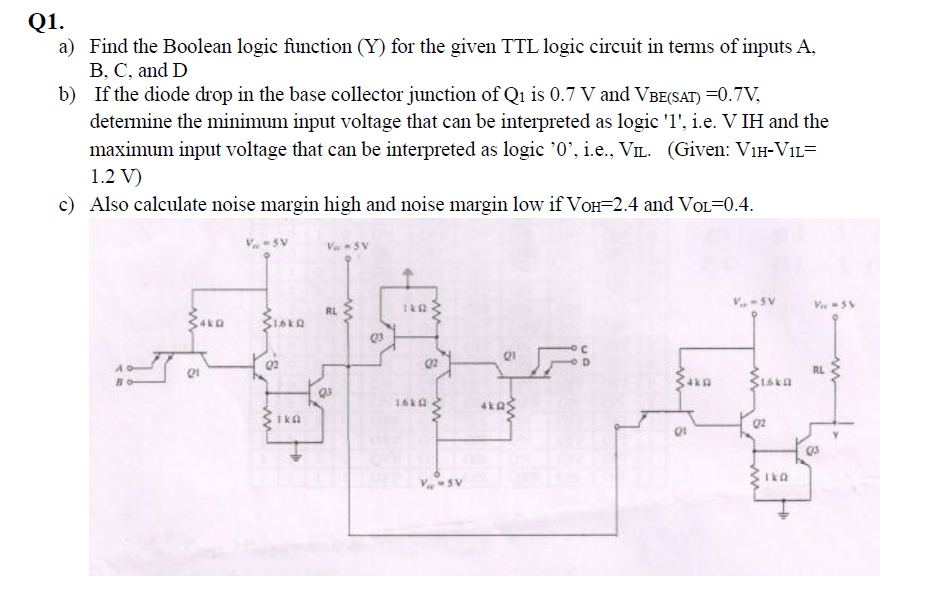 Q1.
a) Find the Boolean logic function (Y) for the given TTL logic circuit in terms of inputs A,
B, C, and D
b) If the diode drop in the base collector junction of Q1 is 0.7 V and VBE(SAT) =0.7V,
determine the minimum input voltage that can be interpreted as logic '1', i.e. V IH and the
maximum input voltage that can be interpreted as logic '0', i.e., VIL. (Given: V1H-V1L=
1.2 V)
c) Also calculate noise margin high and noise margin low if VOH=2.4 and VOL=0.4.
Vcc = 5V
Vcc = 5V
RL
1kΩ
Vcc = 5V
Vcc = 5V
4kΩ
1.6kΩ
Q3
C
D
A
B
Q1
Q2
Q3
Q2
Q1
RL
1.6kΩ
4kΩ
4kΩ
1.6kΩ
1kΩ
Q1
Q2
Y
Q3
1kΩ
Vcc = 5V